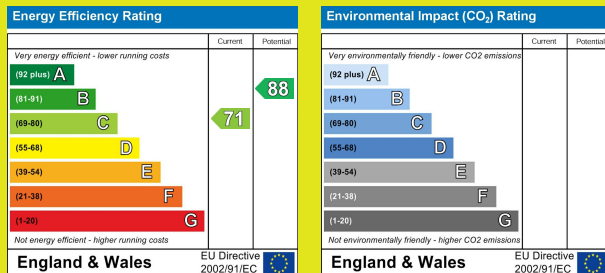 Energy Efficiency Rating
Current Potential
Very energy efficient - lower running costs
(92 plus) A
(81-91) B
88
(69-80) C
71
(55-68) D
(39-54) E
(21-38) F
(1-20) G
Not energy efficient - higher running costs
England & Wales
EU Directive
2002/91/EC
Environmental Impact (CO₂) Rating
Current Potential
Very environmentally friendly - lower CO2 emissions
(92 plus) A
(81-91) B
(69-80) C
(55-68) D
(39-54) E
(21-38) F
(1-20) G
Not environmentally friendly - higher CO2 emissions
England & Wales
EU Directive
2002/91/EC